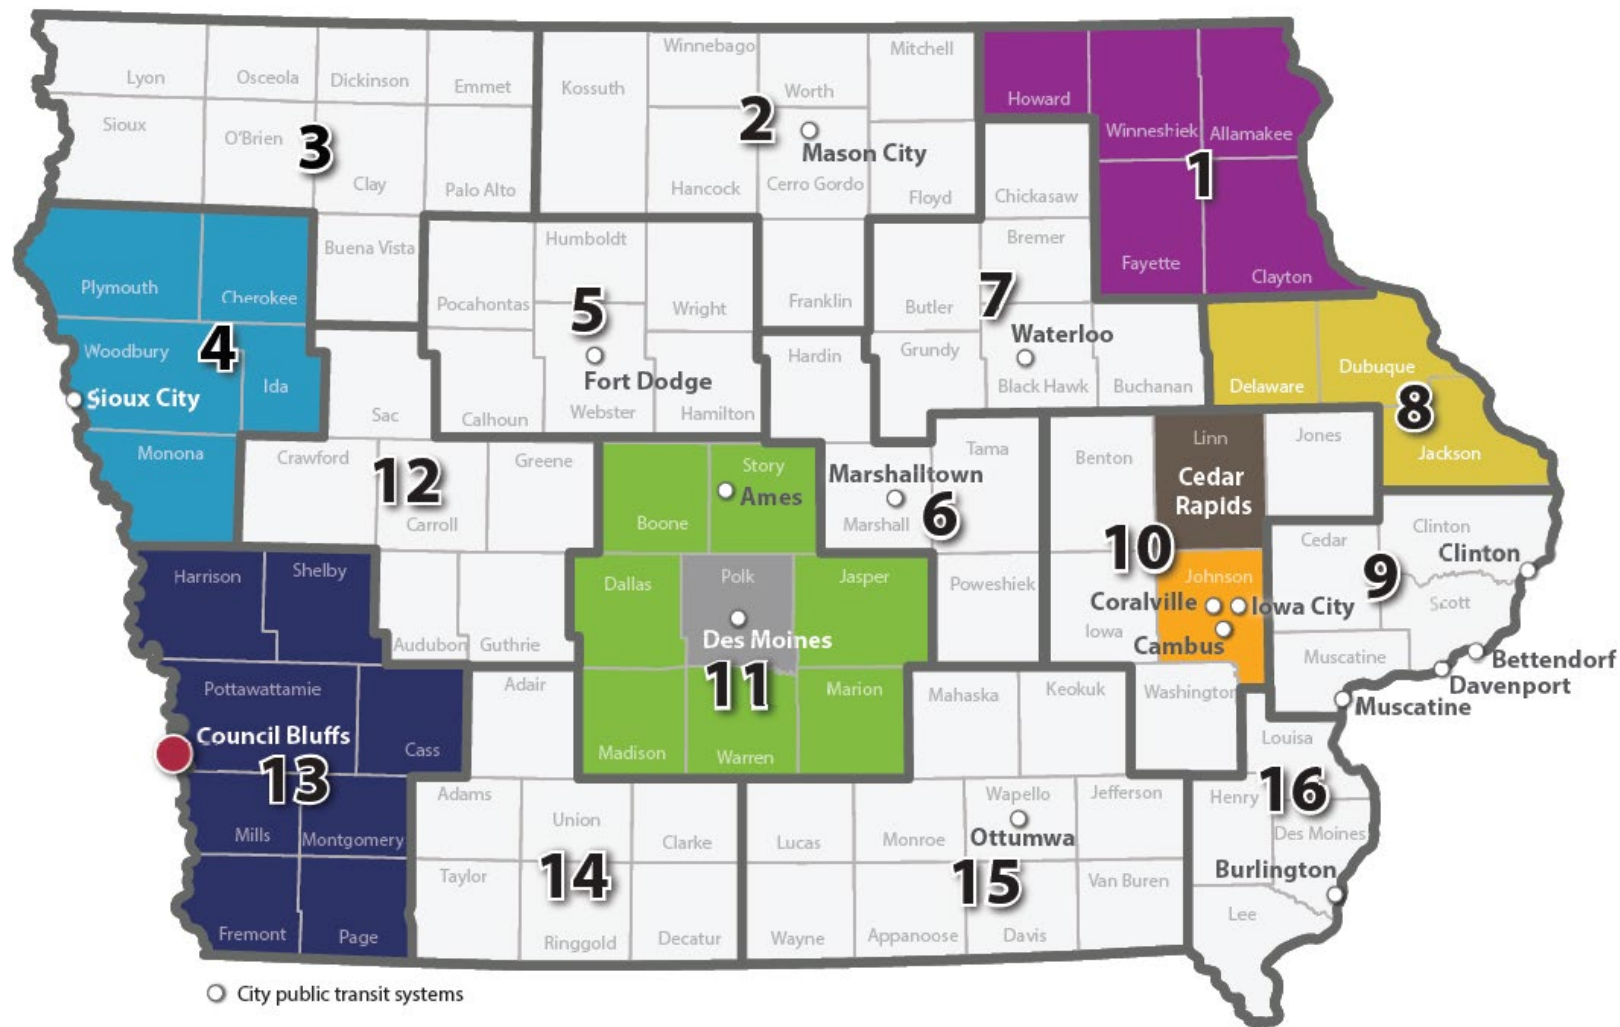 Lyon
Osceola
Dickinson
Emmet
Sioux
O'Brien
3
Clay
Palo Alto
Kossuth
Winnebago
Worth
Mitchell
2
Mason City
Hancock
Cerro Gordo
Floyd
Howard
Winneshiek
Allamakee
1
Fayette
Clayton
Chickasaw
Bremer
Butler
7
Waterloo
Grundy
Black Hawk
Buchanan
Plymouth
Cherokee
Woodbury
4
Ida
Sioux City
Monona
Buena Vista
Humboldt
Pocahontas
5
Wright
Fort Dodge
Calhoun
Webster
Hamilton
Franklin
Hardin
Delaware
Dubuque
8
Jackson
Sac
Crawford
12
Greene
Carroll
Audubon
Guthrie
Story
Ames
Boone
Dallas
Polk
Jasper
Des Moines
11
Marion
Madison
Warren
Tama
Marshalltown
Marshall
6
Poweshiek
Benton
Linn
Cedar
Rapids
Jones
10
Johnson
Coralville
Iowa City
Iowa
Cambus
Washington
Cedar
9
Clinton
Clinton
Scott
Muscatine
Bettendorf
Davenport
Muscatine
Harrison
Shelby
Pottawattamie
Council Bluffs
Cass
13
Mills
Montgomery
Fremont
Page
Adair
Adams
Union
Clarke
Taylor
14
Ringgold
Decatur
Mahaska
Keokuk
Wapello
Jefferson
Lucas
Monroe
Ottumwa
15
Van Buren
Wayne
Appanoose
Davis
Louisa
Henry
16
Des Moines
Burlington
Lee
City public transit systems